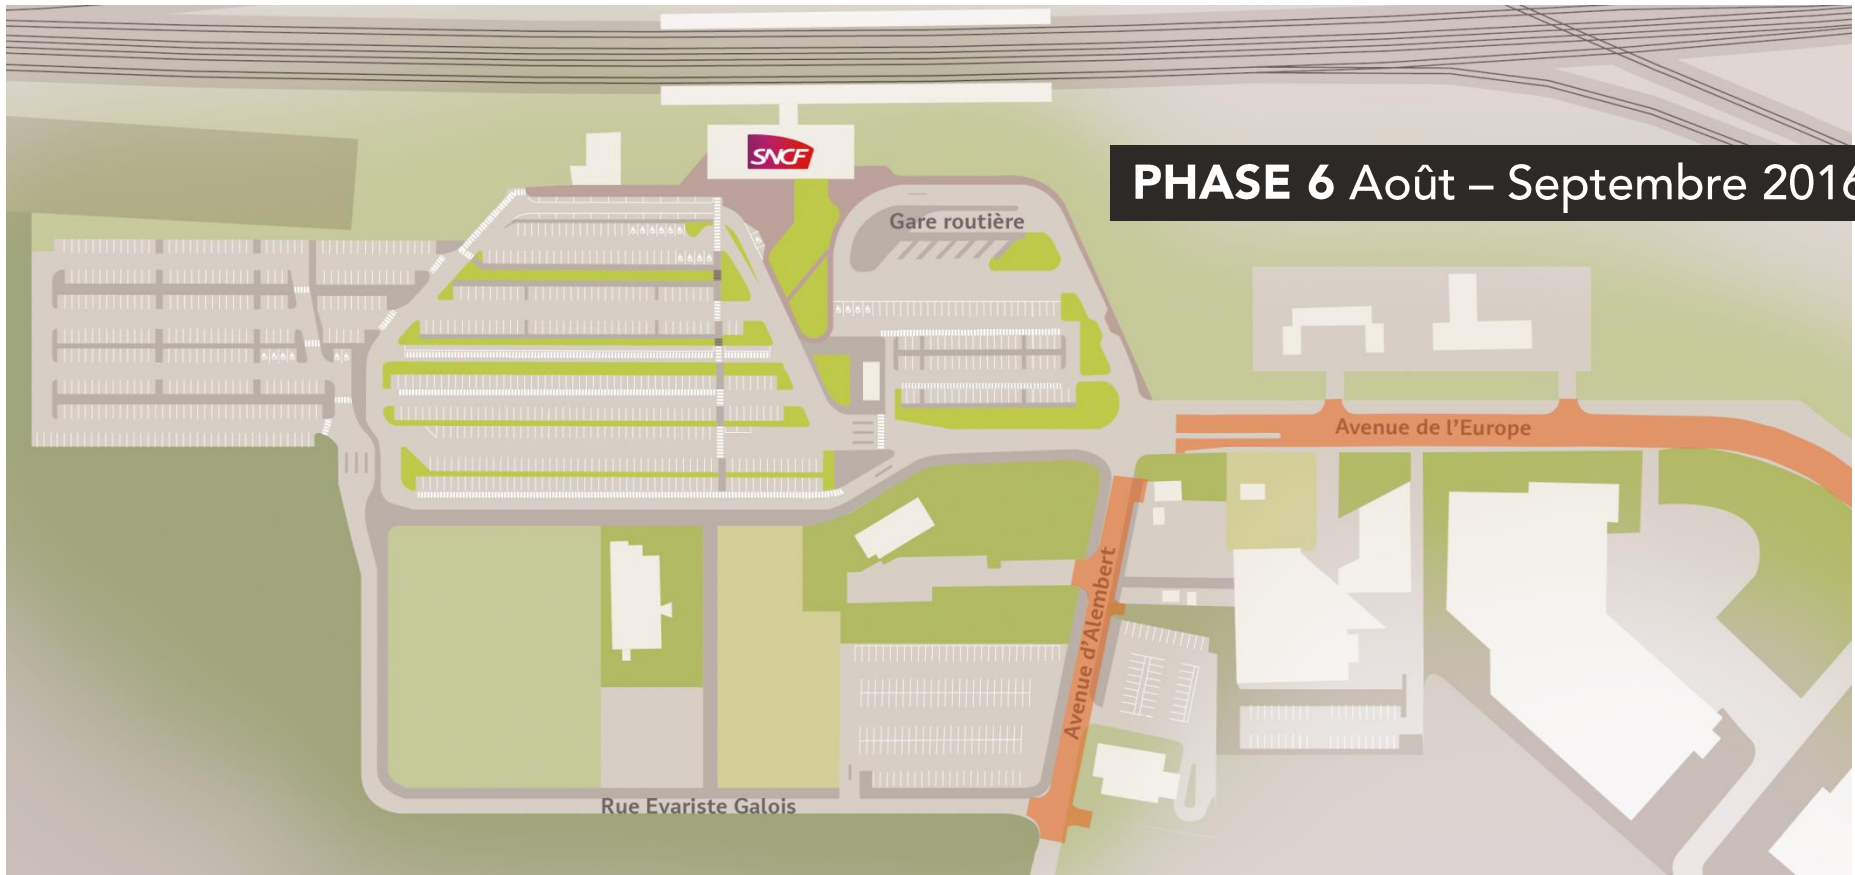 SNCF
PHASE 6 Août – Septembre 2016
Gare routière
Avenue de l'Europe
Avenue d'Alembert
Rue Evariste Galois